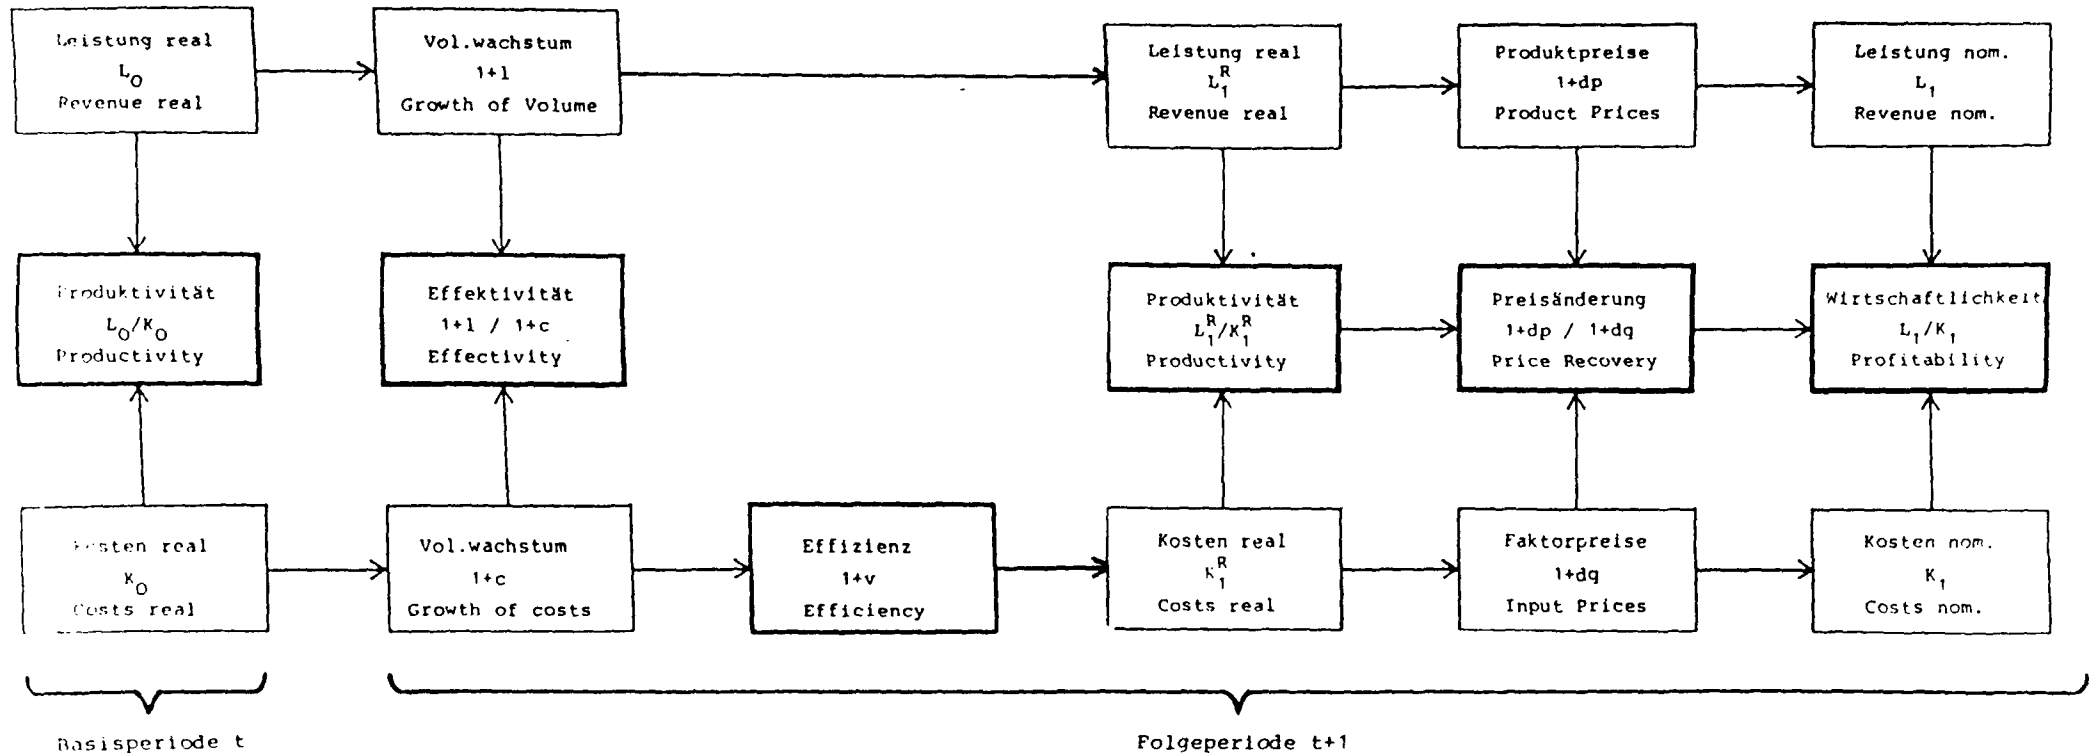 Leistung real
L0
Revenue real
Vol.wachstum
1+l
Growth of Volume
Leistung real
L1^R
Revenue real
Produktpreise
1+dp
Product Prices
Leistung nom.
L1
Revenue nom.
Produktivität
L0/K0
Productivity
Effektivität
1+l / 1+c
Effectivity
Produktivität
L1^R/K1^R
Productivity
Preisänderung
1+dp / 1+dq
Price Recovery
Wirtschaftlichkeit
L1/K1
Profitability
Kosten real
K0
Costs real
Vol.wachstum
1+c
Growth of costs
Effizienz
1+v
Efficiency
Kosten real
K1^R
Costs real
Faktorpreise
1+dq
Input Prices
Kosten nom.
K1
Costs nom.
Basisperiode t
Folgeperiode t+1